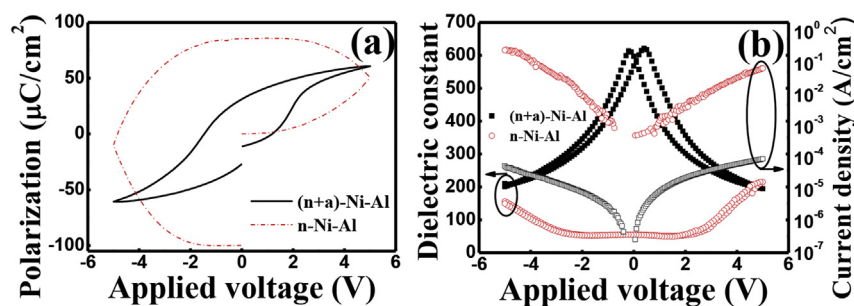 (a)
Polarization (μC/cm²)
100
50
0
-50
-100
(n+a)-Ni-Al
n-Ni-Al
-6 -4 -2 0 2 4 6
Applied voltage (V)
(b)
Dielectric constant
700
600
500
400
300
200
100
0
(n+a)-Ni-Al
n-Ni-Al
-6 -4 -2 0 2 4 6
Applied voltage (V)
10⁰
10⁻¹
10⁻²
10⁻³
10⁻⁴
10⁻⁵
10⁻⁶
10⁻⁷
Current density (A/cm²)